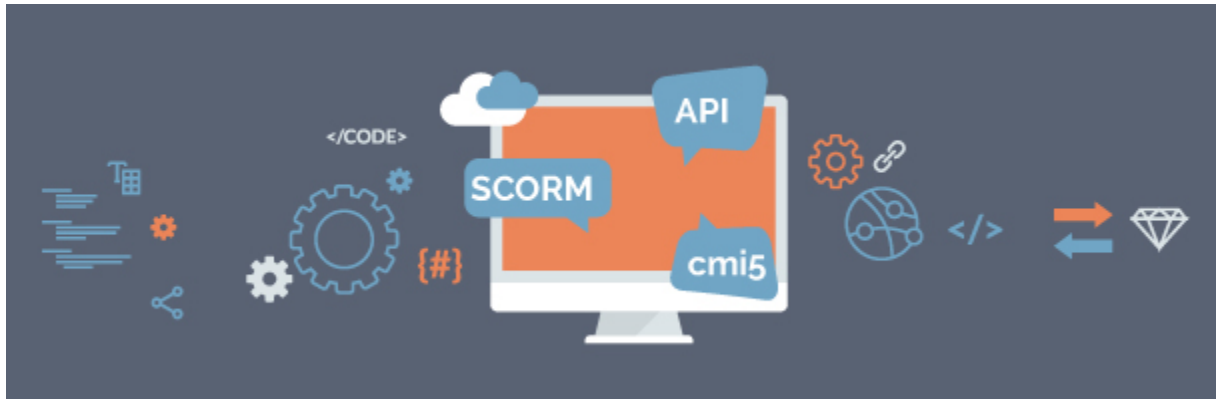 </CODE>
API
SCORM
{#}
cmi5
</>
T